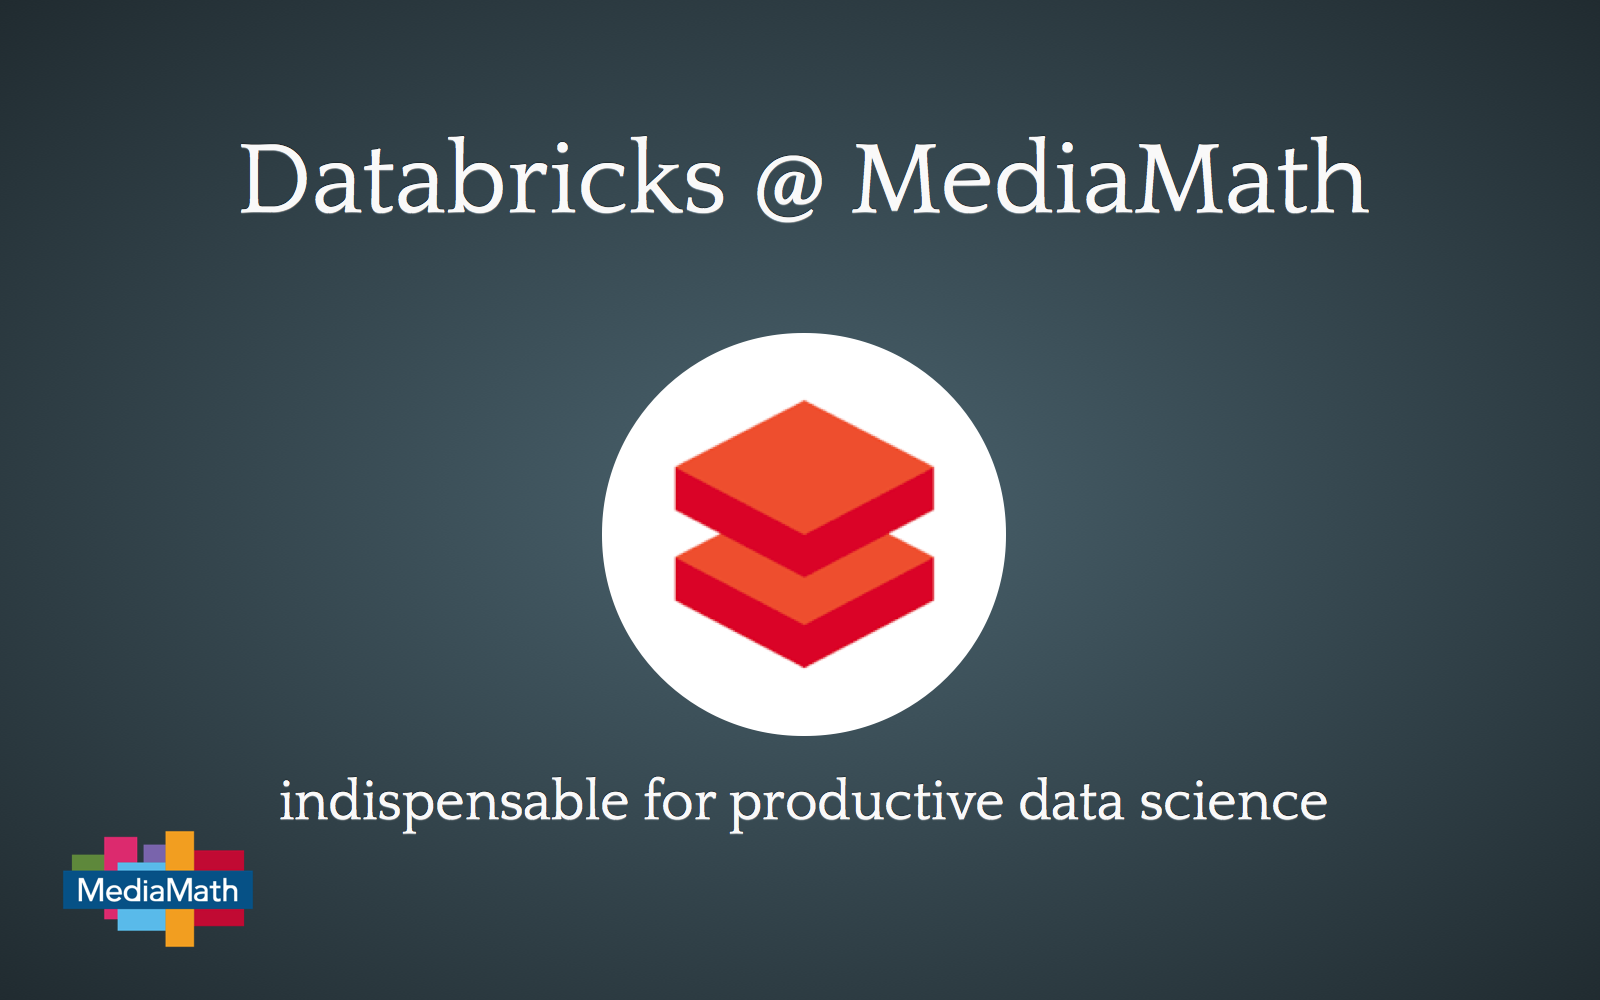 Databricks @ MediaMath
indispensable for productive data science
MediaMath